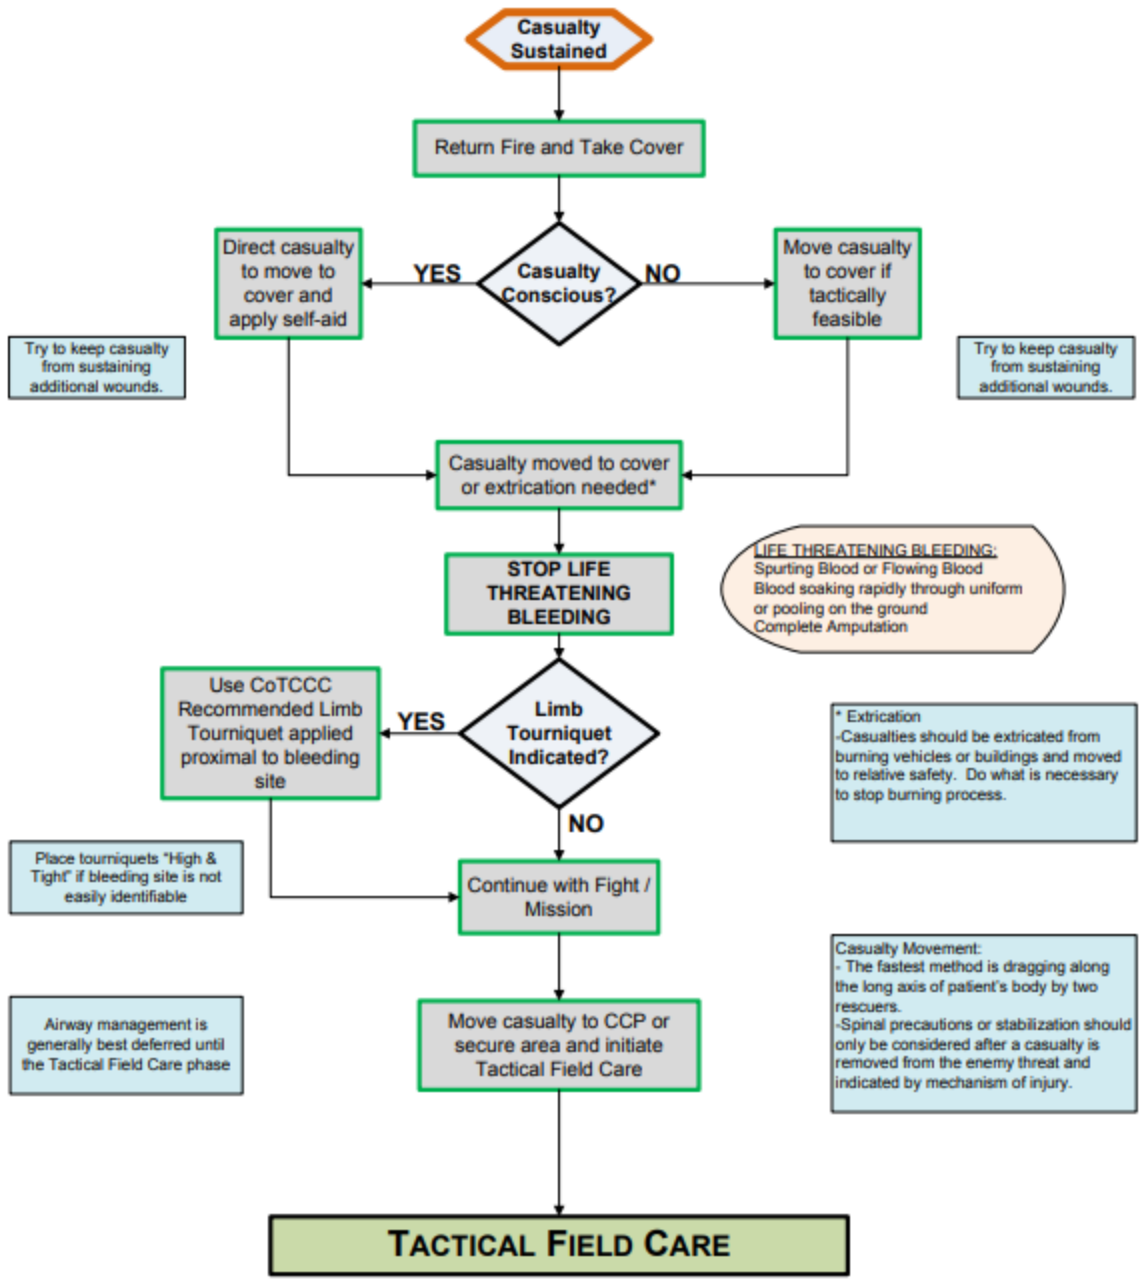 Casualty
Sustained
Return Fire and Take Cover
Direct casualty
to move to
cover and
apply self-aid
YES
Casualty
Conscious?
NO
Move casualty
to cover if
tactically
feasible
Try to keep casualty
from sustaining
additional wounds.
Try to keep casualty
from sustaining
additional wounds.
Casualty moved to cover
or extrication needed*
STOP LIFE
THREATENING
BLEEDING
LIFE THREATENING BLEEDING:
Spurting Blood or Flowing Blood
Blood soaking rapidly through uniform
or pooling on the ground
Complete Amputation
Use CoTCCC
Recommended Limb
Tourniquet applied
proximal to bleeding
site
YES
Limb
Tourniquet
Indicated?
NO
* Extrication
-Casualties should be extricated from
burning vehicles or buildings and moved
to relative safety.  Do what is necessary
to stop burning process.
Place tourniquets “High &
Tight” if bleeding site is not
easily identifiable
Continue with Fight /
Mission
Casualty Movement:
- The fastest method is dragging along
the long axis of patient's body by two
rescuers.
-Spinal precautions or stabilization should
only be considered after a casualty is
removed from the enemy threat and
indicated by mechanism of injury.
Airway management is
generally best deferred until
the Tactical Field Care phase
Move casualty to CCP or
secure area and initiate
Tactical Field Care
TACTICAL FIELD CARE